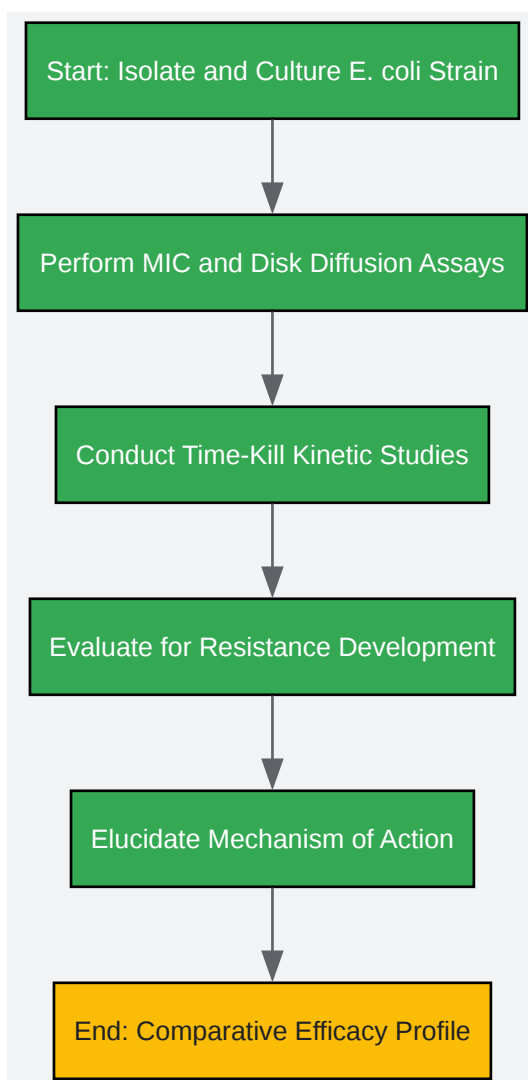 Start: Isolate and Culture E. coli Strain
Perform MIC and Disk Diffusion Assays
Conduct Time-Kill Kinetic Studies
Evaluate for Resistance Development
Elucidate Mechanism of Action
End: Comparative Efficacy Profile